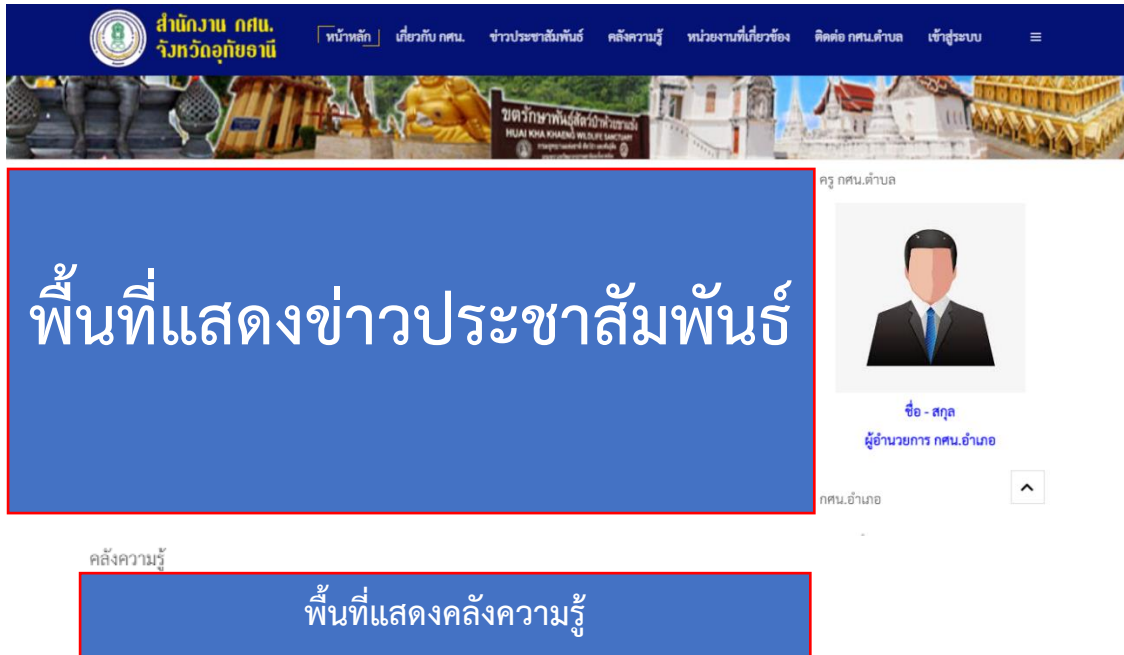 สำนักงาน กศน.
จังหวัดอุทัยธานี
หน้าหลัก เกี่ยวกับ กศน. ข่าวประชาสัมพันธ์ คลังความรู้ หน่วยงานที่เกี่ยวข้อง ติดต่อ กศน.ตำบล เข้าสู่ระบบ
เขตรักษาพันธุ์สัตว์ป่าห้วยขาแข้ง
HUAI KHA KHAENG WILDLIFE SANCTUARY
ครู กศน.ตำบล
พื้นที่แสดงข่าวประชาสัมพันธ์
ชื่อ - สกุล
ผู้อำนวยการ กศน.อำเภอ
กศน.อำเภอ
คลังความรู้
พื้นที่แสดงคลังความรู้